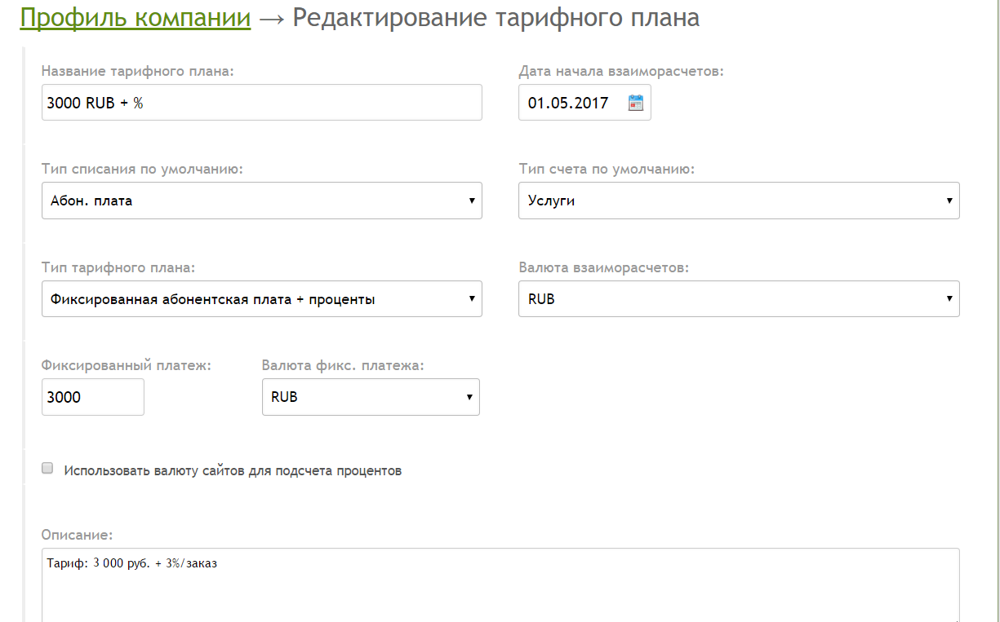 Профиль компании → Редактирование тарифного плана
Название тарифного плана: Дата начала взаиморасчетов:
3000 RUB + % 01.05.2017
Тип списания по умолчанию: Тип счета по умолчанию:
Абон. плата Услуги
Тип тарифного плана: Валюта взаиморасчетов:
Фиксированная абонентская плата + проценты RUB
Фиксированный платеж: Валюта фикс. платежа:
3000 RUB
Использовать валюту сайтов для подсчета процентов
Описание:
Тариф: 3 000 руб. + 3%/заказ